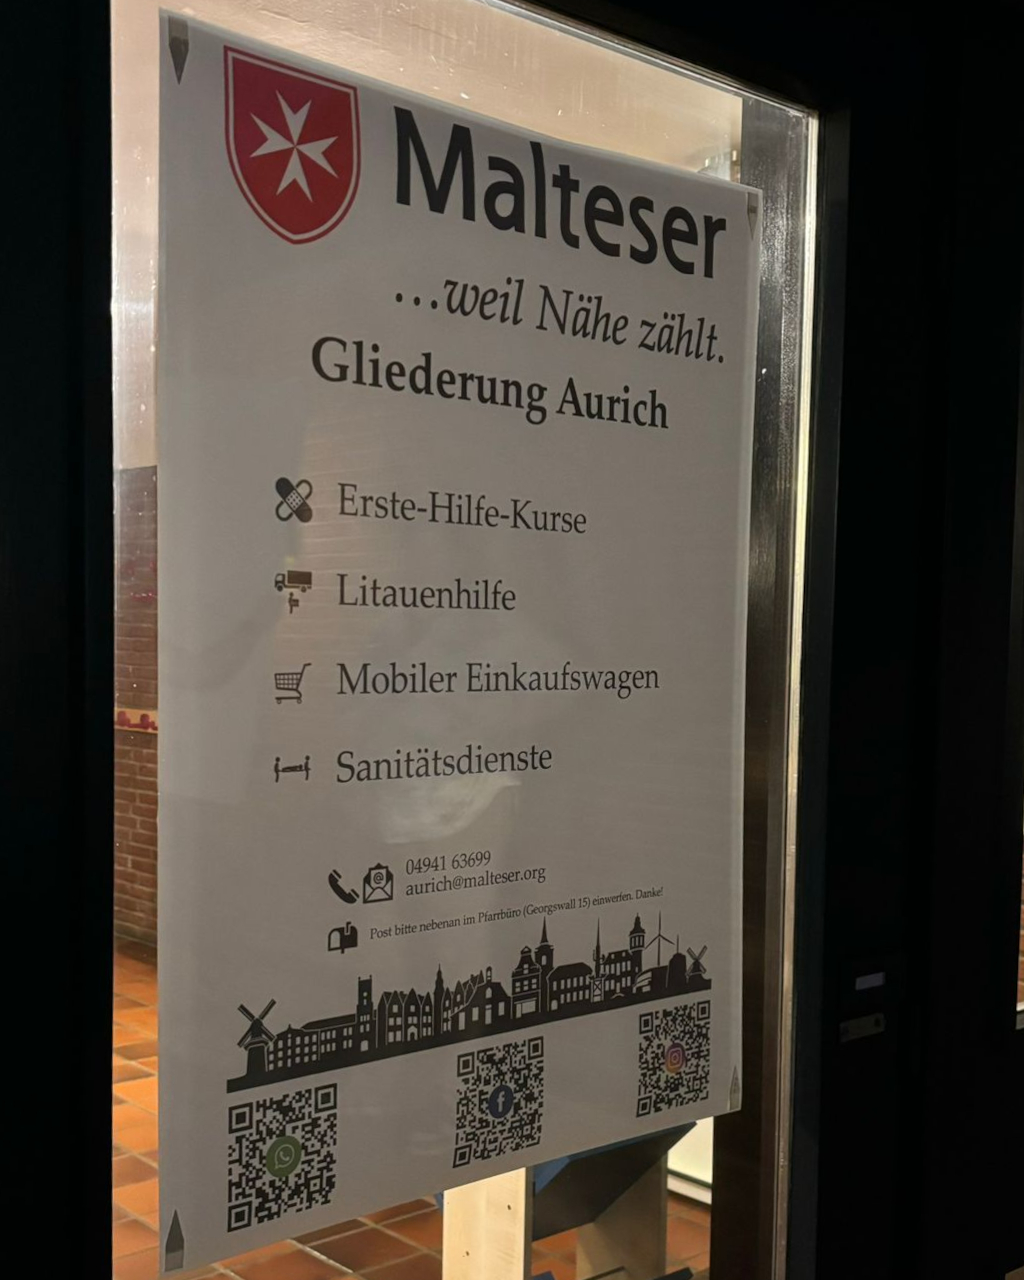 Malteser
...weil Nähe zählt.
Gliederung Aurich
Erste-Hilfe-Kurse
Litauenhilfe
Mobiler Einkaufswagen
Sanitätsdienste
04941 63699
aurich@malteser.org
Post bitte nebenan im Pfarrbüro (Georgswall 15) einwerfen. Danke!